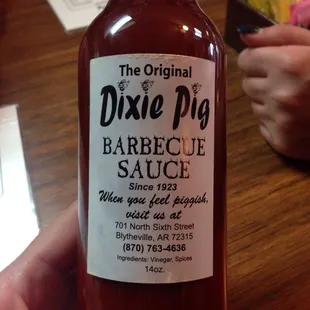 The Original
Dixie Pig
BARBECUE
SAUCE
Since 1923
When you feel piggish,
visit us at
701 North Sixth Street
Blytheville, AR 72315
(870) 763-4636
Ingredients: Vinegar, Spices
14oz.